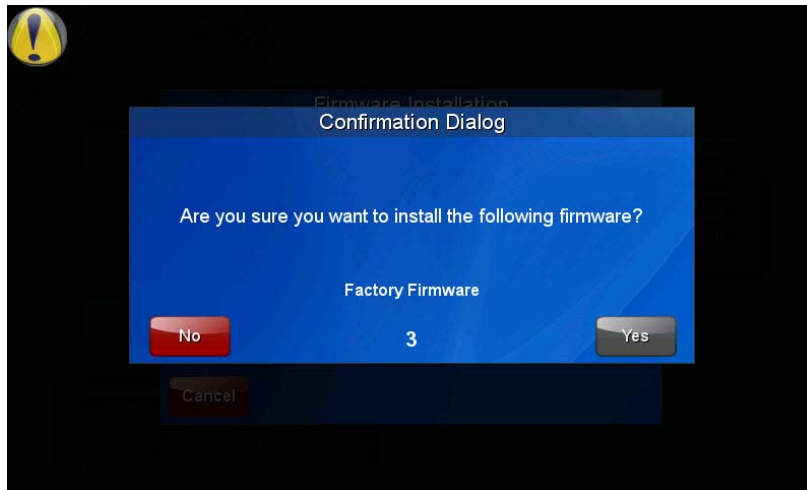 Firmware Installation
Confirmation Dialog
Are you sure you want to install the following firmware?
Factory Firmware
No
3
Yes
Cancel